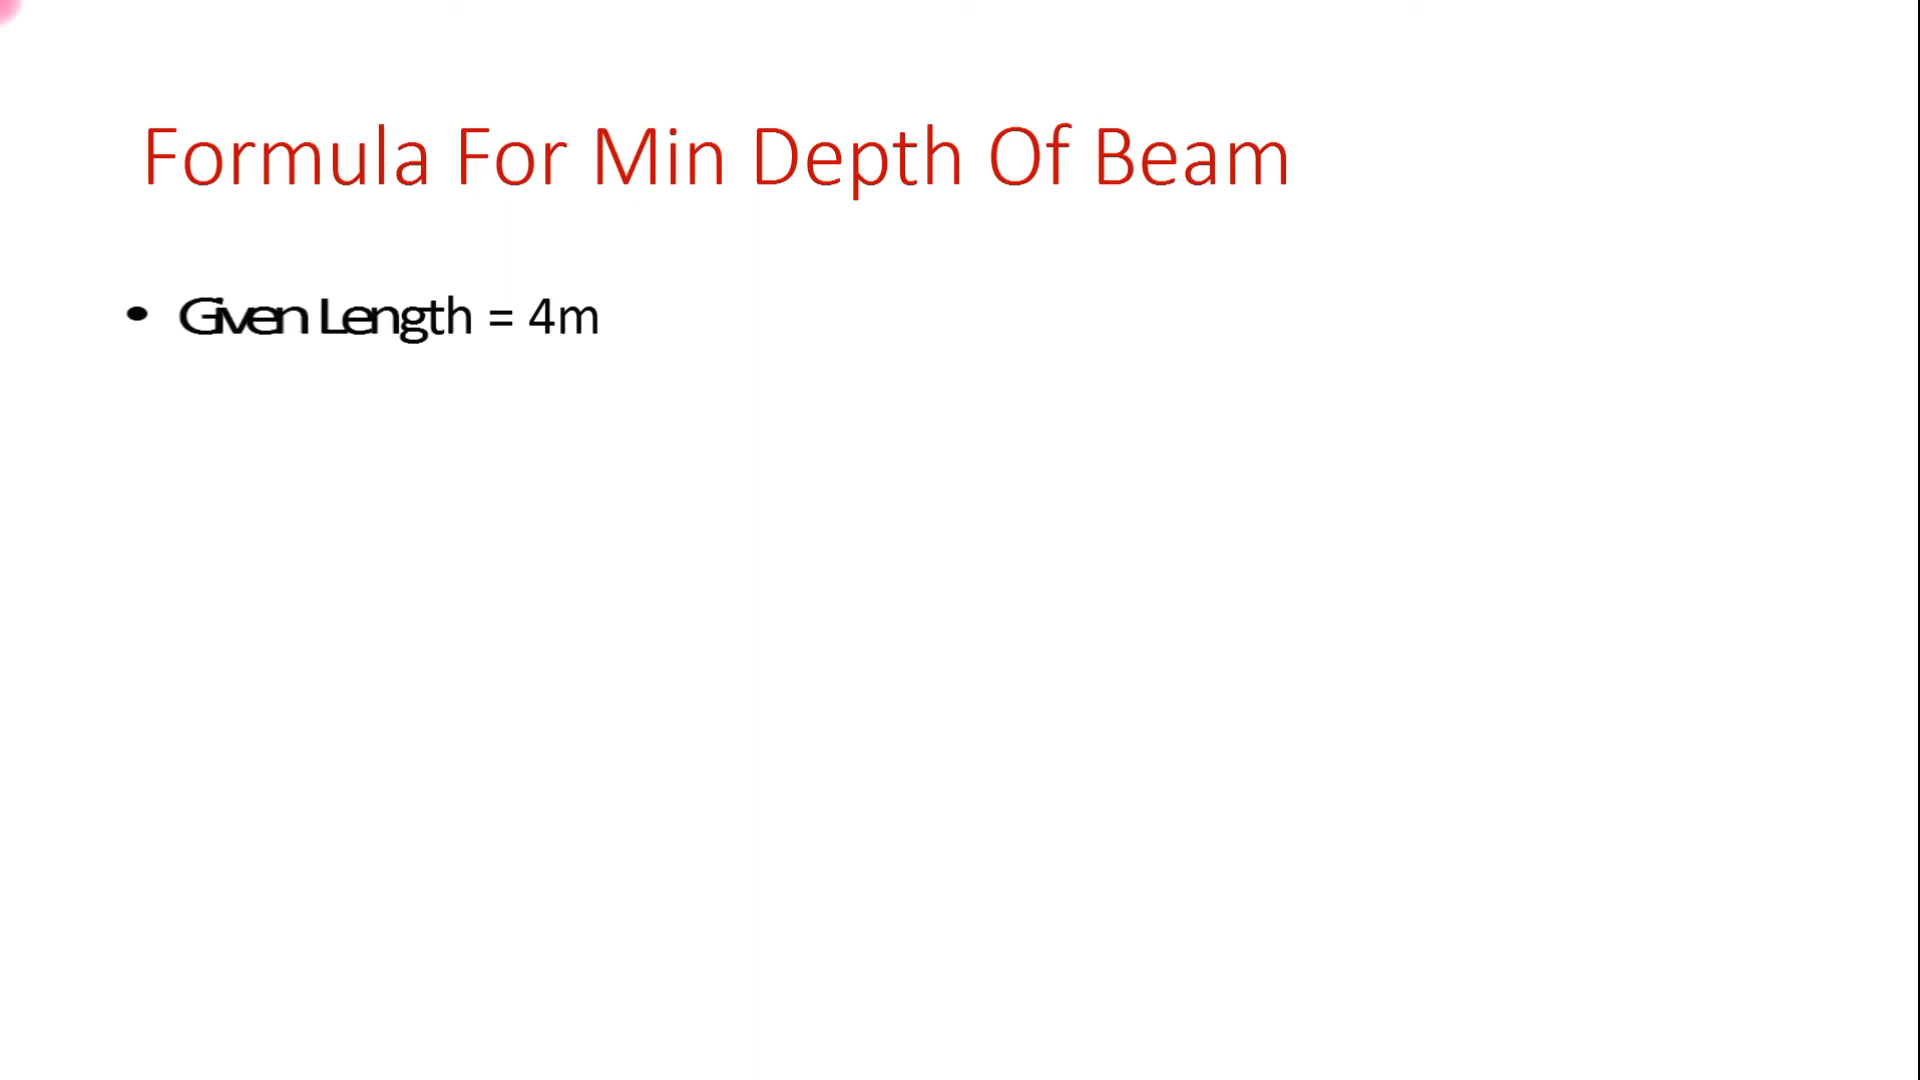 Formula For Min Depth Of Beam
• Given Length = 4m